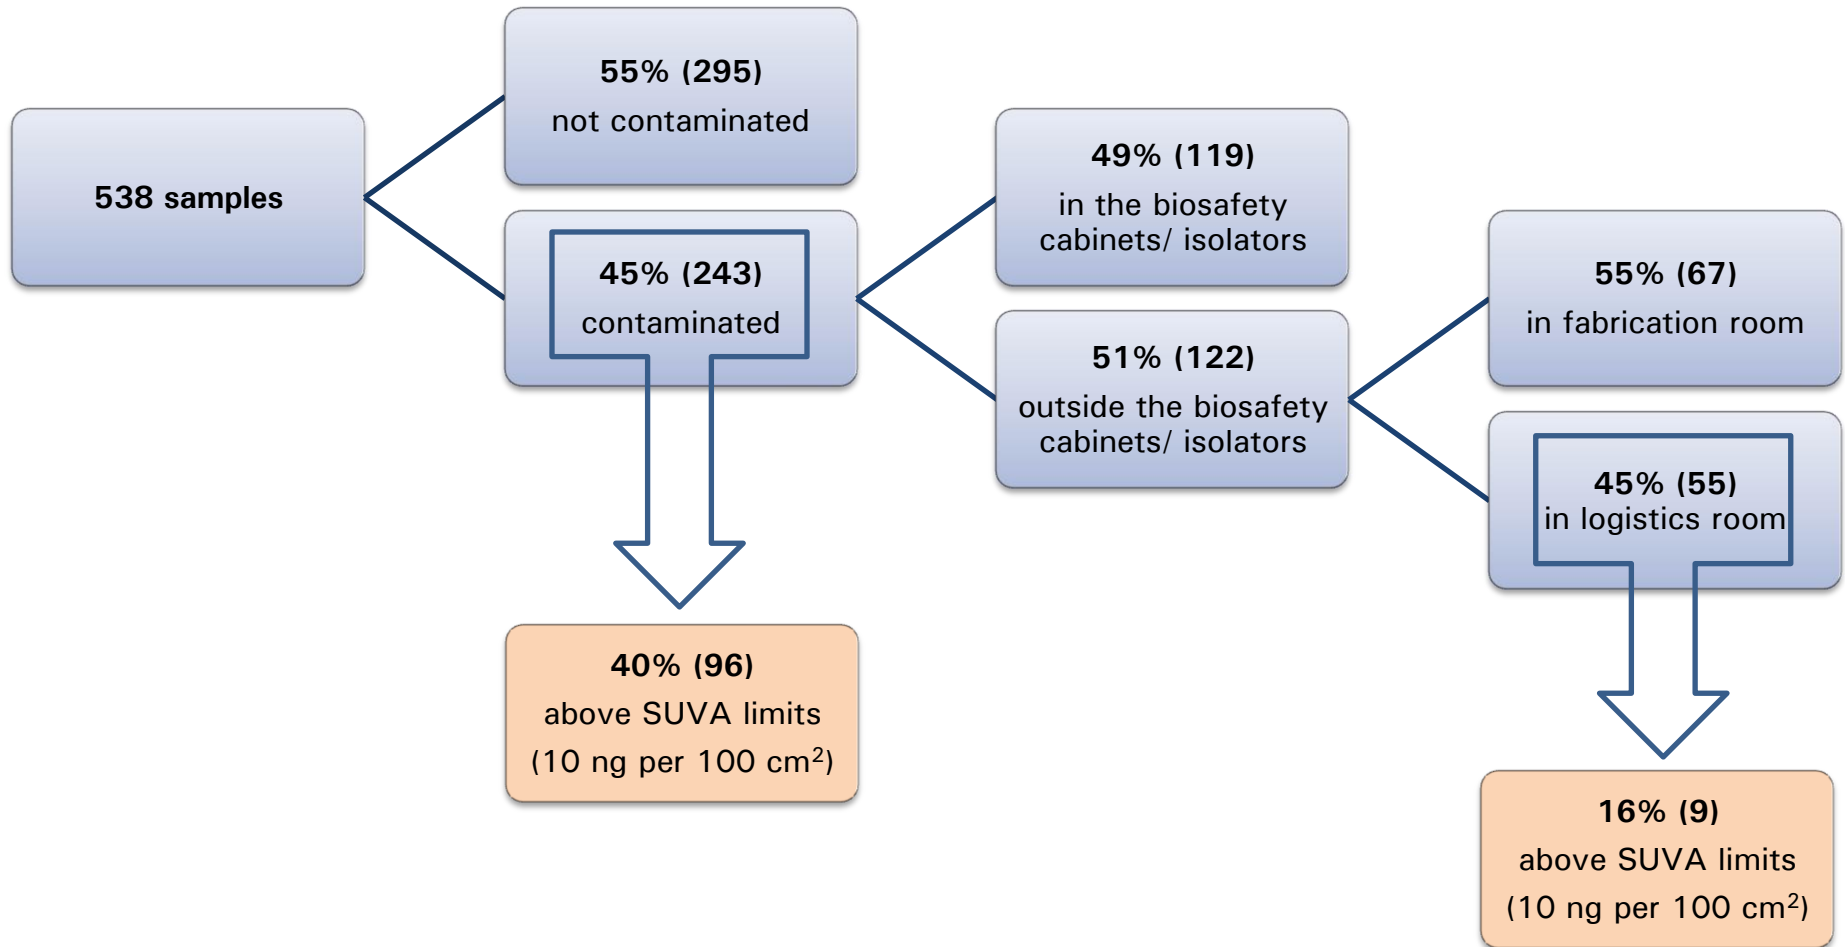 538 samples
55% (295)
not contaminated
45% (243)
contaminated
40% (96)
above SUVA limits
(10 ng per 100 cm²)
49% (119)
in the biosafety
cabinets/ isolators
51% (122)
outside the biosafety
cabinets/ isolators
55% (67)
in fabrication room
45% (55)
in logistics room
16% (9)
above SUVA limits
(10 ng per 100 cm²)